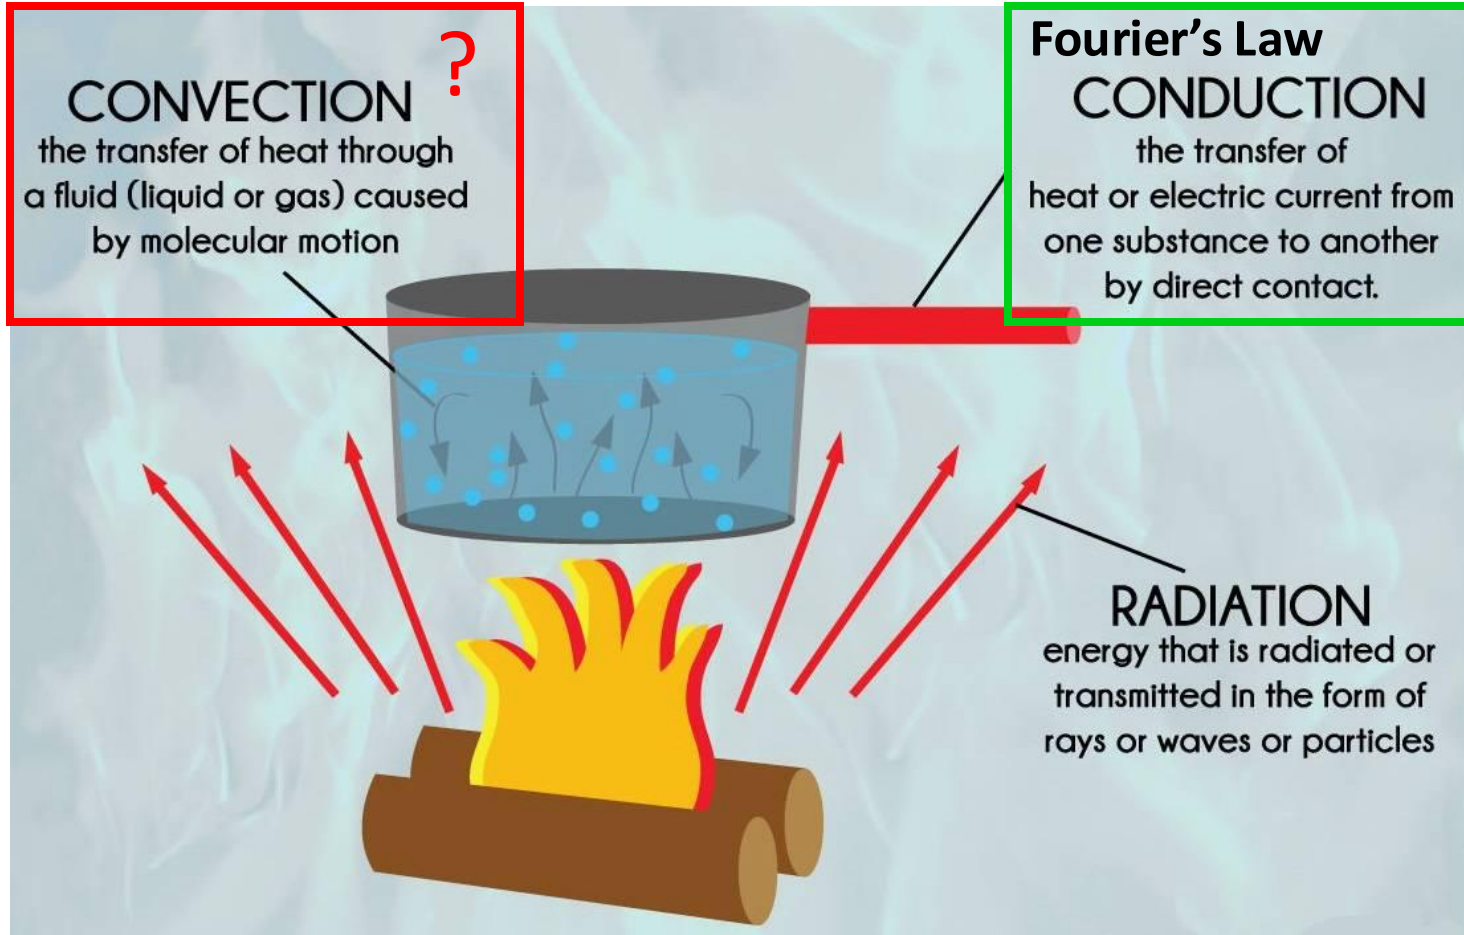 ?
CONVECTION
the transfer of heat through
a fluid (liquid or gas) caused
by molecular motion
Fourier's Law
CONDUCTION
the transfer of
heat or electric current from
one substance to another
by direct contact.
RADIATION
energy that is radiated or
transmitted in the form of
rays or waves or particles